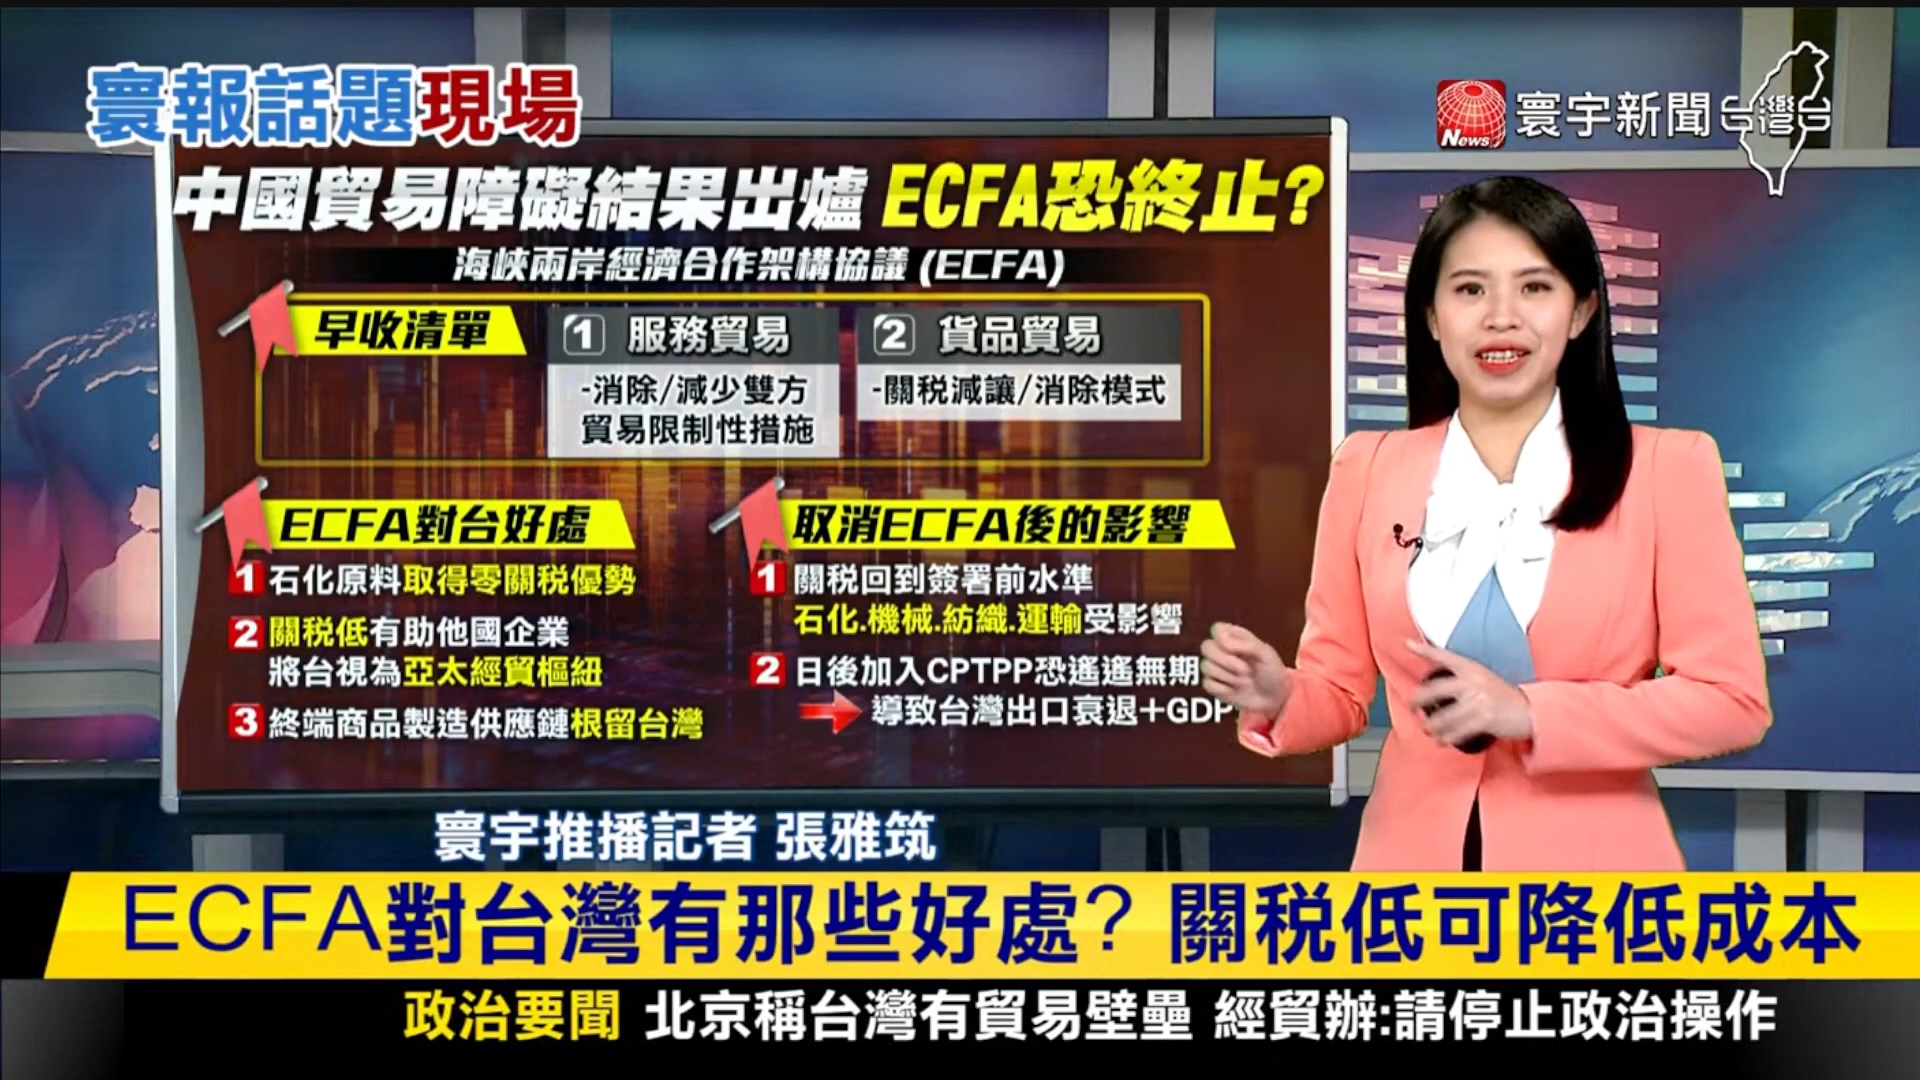 寰報話題現場
News 寰宇新聞 台灣台
中國貿易障礙結果出爐 ECFA恐終止?
海峽兩岸經濟合作架構協議 (ECFA)
早收清單
1 服務貿易
-消除/減少雙方
貿易限制性措施
2 貨品貿易
-關稅減讓/消除模式
ECFA對台好處
1 石化原料取得零關稅優勢
2 關稅低有助他國企業
將台視為亞太經貿樞紐
3 終端商品製造供應鏈根留台灣
取消ECFA後的影響
1 關稅回到簽署前水準
石化.機械.紡織.運輸受影響
2 日後加入CPTPP恐遙遙無期
導致台灣出口衰退+GDP
寰宇推播記者 張雅筑
ECFA對台灣有那些好處? 關稅低可降低成本
政治要聞 北京稱台灣有貿易壁壘 經貿辦:請停止政治操作